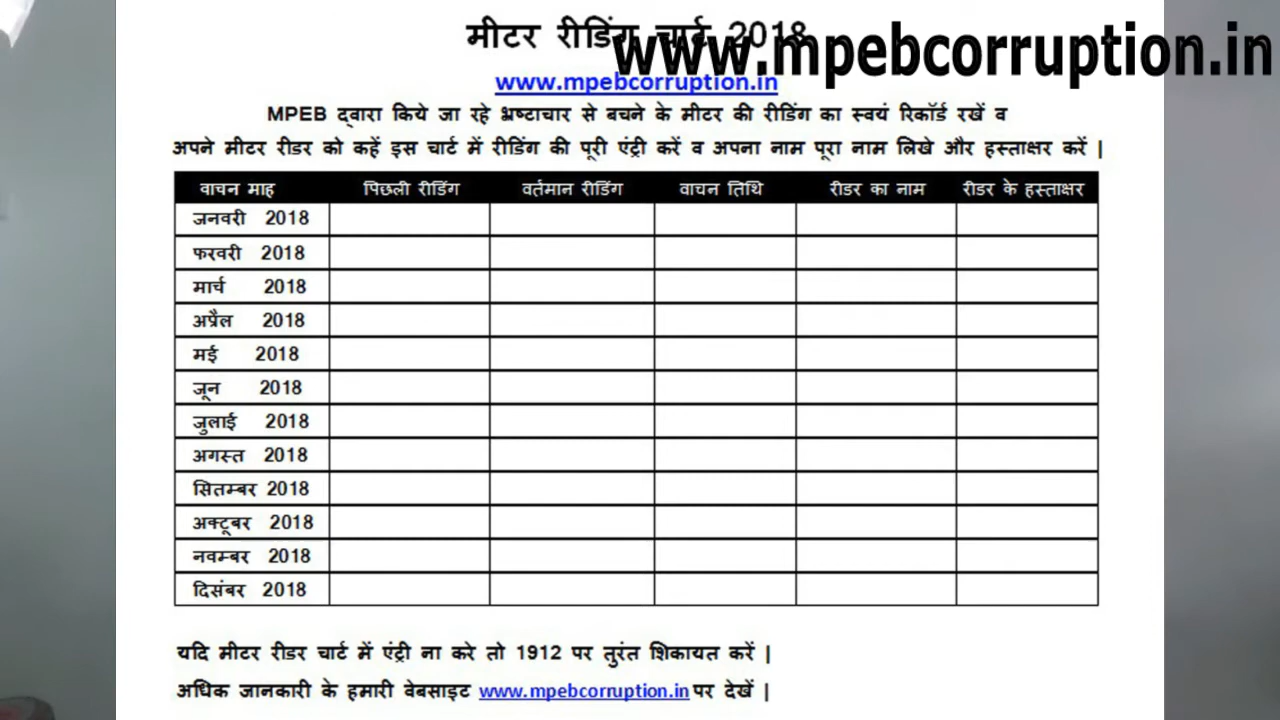 मीटर रीडिंग चार्ट 2018
www.mpebcorruption.in
www.mpebcorruption.in
MPEB द्वारा किये जा रहे भ्रष्टाचार से बचने के मीटर की रीडिंग का स्वयं रिकॉर्ड रखें व
अपने मीटर रीडर को कहें इस चार्ट में रीडिंग की पूरी एंट्री करें व अपना नाम पूरा नाम लिखे और हस्ताक्षर करें |
वाचन माह पिछली रीडिंग वर्तमान रीडिंग वाचन तिथि रीडर का नाम रीडर के हस्ताक्षर
जनवरी 2018
फरवरी 2018
मार्च 2018
अप्रैल 2018
मई 2018
जून 2018
जुलाई 2018
अगस्त 2018
सितम्बर 2018
अक्टूबर 2018
नवम्बर 2018
दिसंबर 2018
यदि मीटर रीडर चार्ट में एंट्री ना करे तो 1912 पर तुरंत शिकायत करें |
अधिक जानकारी के हमारी वेबसाइट www.mpebcorruption.in पर देखें |